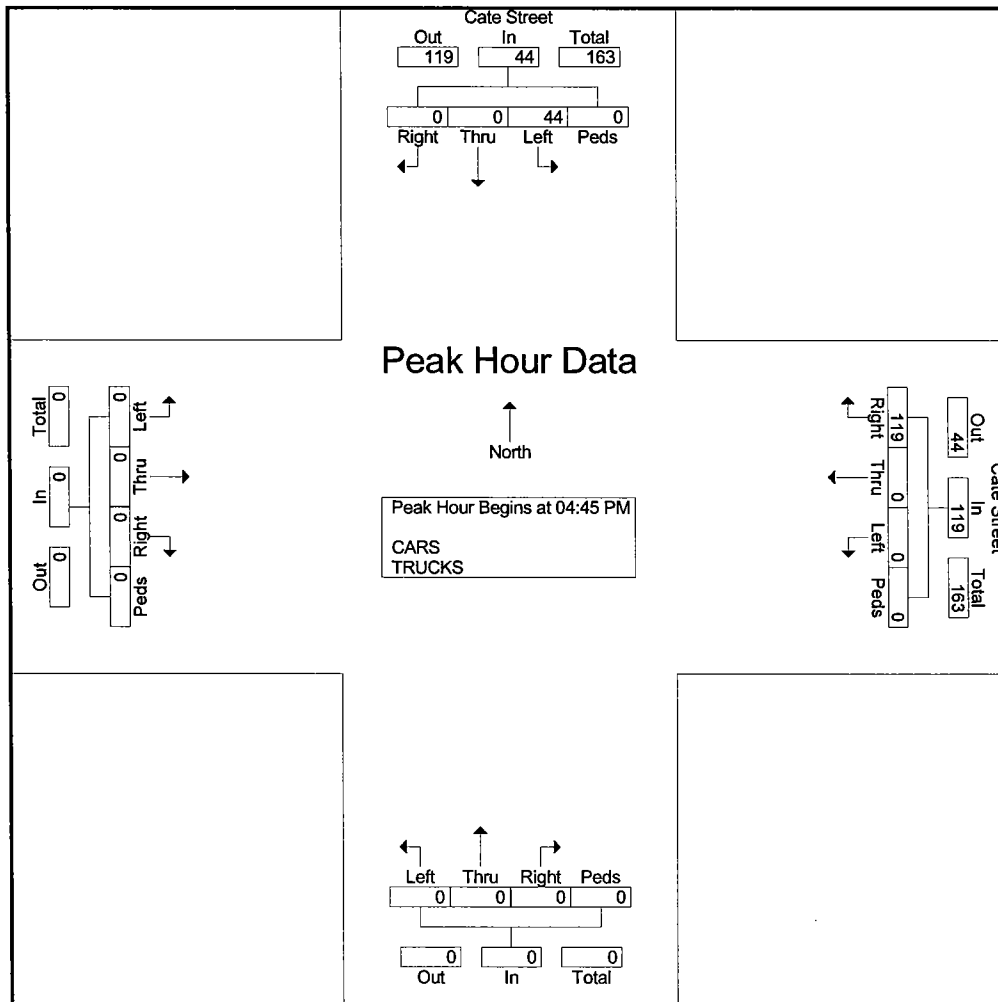 Cate Street
Out In Total
119 44 163
0 0 44 0
Right Thru Left Peds
Peak Hour Data
North
Peak Hour Begins at 04:45 PM
CARS
TRUCKS
Total In Out
0 0 0
0 0 0 0
Left Thru Right Peds
Cate Street
Out In Total
44 119 163
119 0 0 0
Right Thru Left Peds
Left Thru Right Peds
0 0 0 0
0 0 0
Out In Total